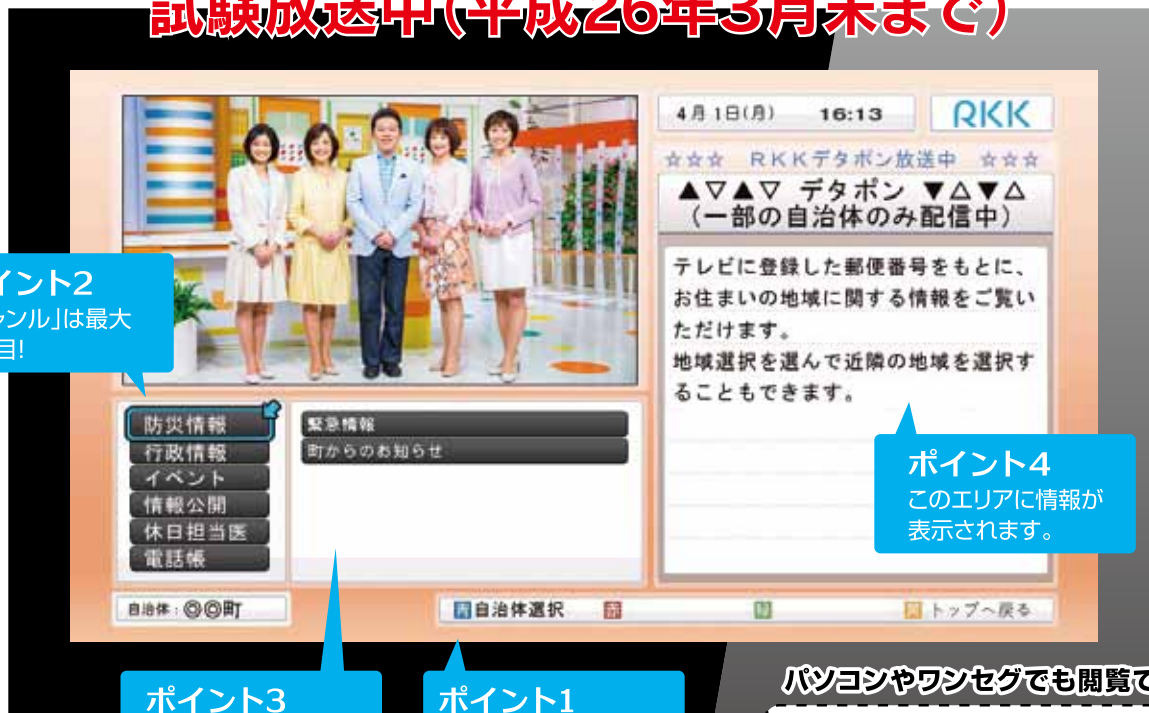 試験放送中(平成26年3月末まで)
4月1日(月) 16:13 RKK
☆☆☆ RKKデタポン放送中 ☆☆☆
▲▽▲▽ デタポン ▼△▼△
(一部の自治体のみ配信中)
テレビに登録した郵便番号をもとに、
お住まいの地域に関する情報をご覧い
ただけます。
地域選択を選んで近隣の地域を選択す
ることもできます。
イント2
ャンル」は最大
目!
防災情報
行政情報
イベント
情報公開
休日担当医
電話帳
緊急情報
町からのお知らせ
ポイント4
このエリアに情報が
表示されます。
自治体:◎◎町
青 自治体選択 赤 緑 黄 トップへ戻る
ポイント3
ポイント1
パソコンやワンセグでも閲覧で